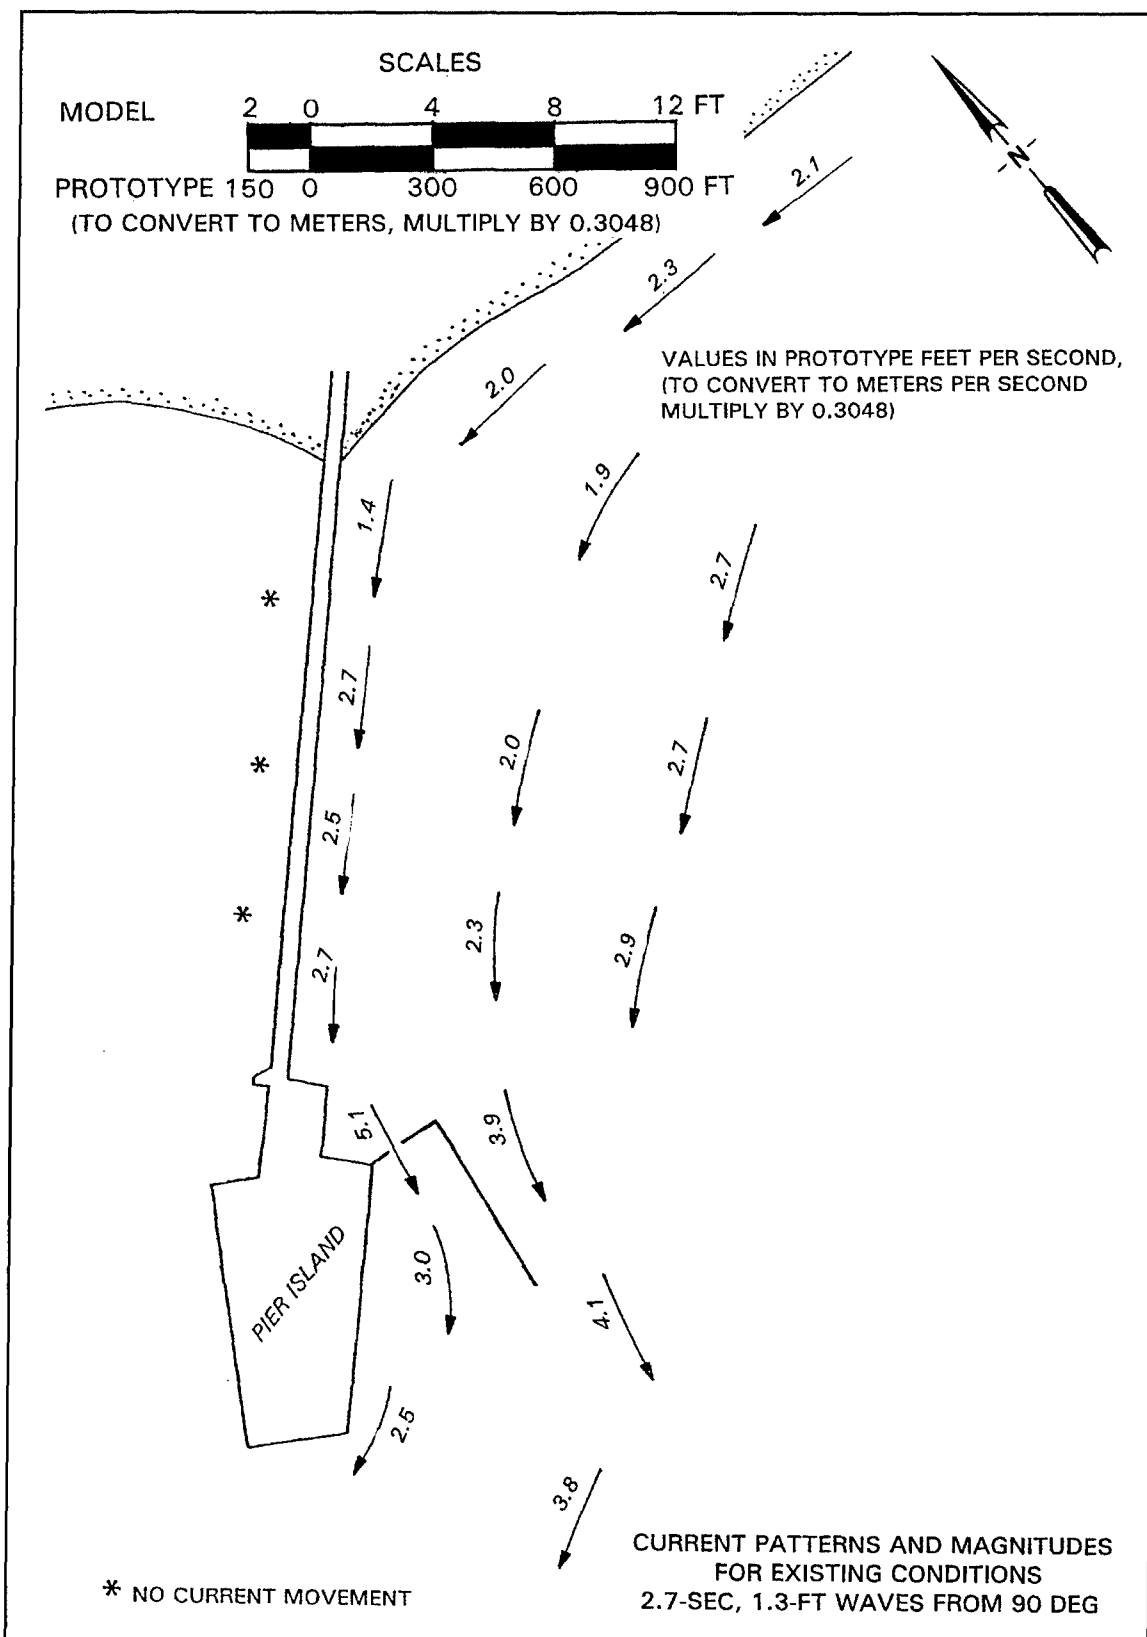 SCALES
MODEL 2 0 4 8 12 FT
PROTOTYPE 150 0 300 600 900 FT
(TO CONVERT TO METERS, MULTIPLY BY 0.3048)
N
2.1
2.3
VALUES IN PROTOTYPE FEET PER SECOND,
(TO CONVERT TO METERS PER SECOND
MULTIPLY BY 0.3048)
2.0
1.9
1.4
2.7
*
2.7
2.0
2.7
*
2.5
*
2.3
2.9
2.7
5.1
3.9
3.0
PIER ISLAND
4.1
2.5
3.8
CURRENT PATTERNS AND MAGNITUDES
FOR EXISTING CONDITIONS
2.7-SEC, 1.3-FT WAVES FROM 90 DEG
* NO CURRENT MOVEMENT